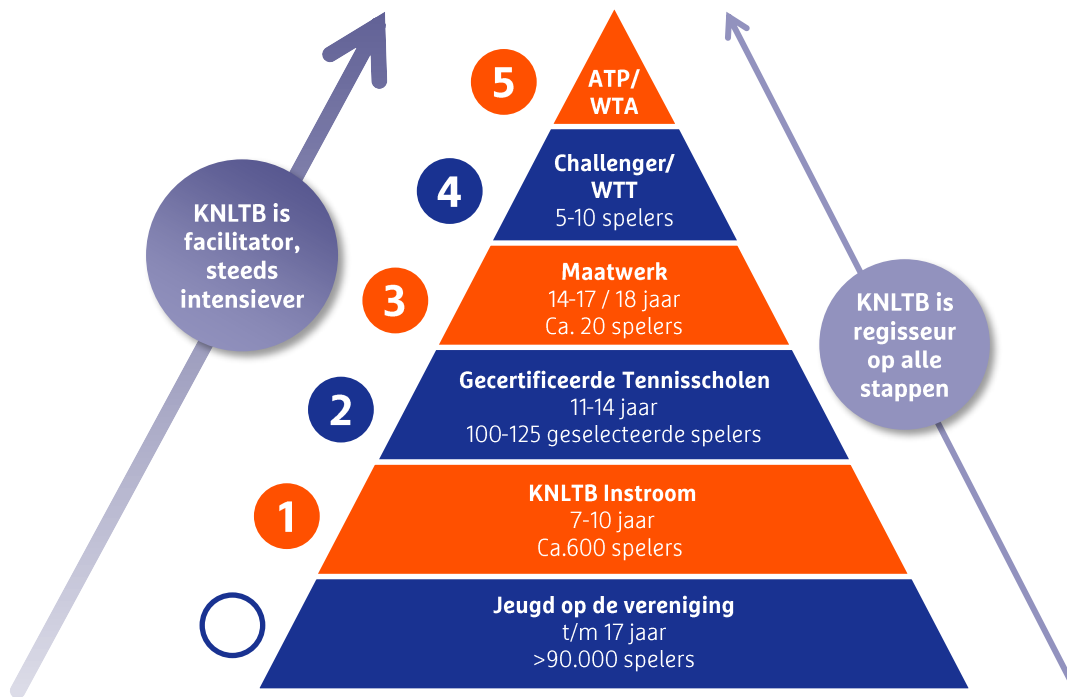 5
ATP/
WTA
4
Challenger/
WTT
5-10 spelers
KNLTB is
facilitator,
steeds
intensiever
3
Maatwerk
14-17 / 18 jaar
Ca. 20 spelers
KNLTB is
regisseur
op alle
stappen
2
Gecertificeerde Tennisscholen
11-14 jaar
100-125 geselecteerde spelers
1
KNLTB Instroom
7-10 jaar
Ca.600 spelers
Jeugd op de vereniging
t/m 17 jaar
>90.000 spelers